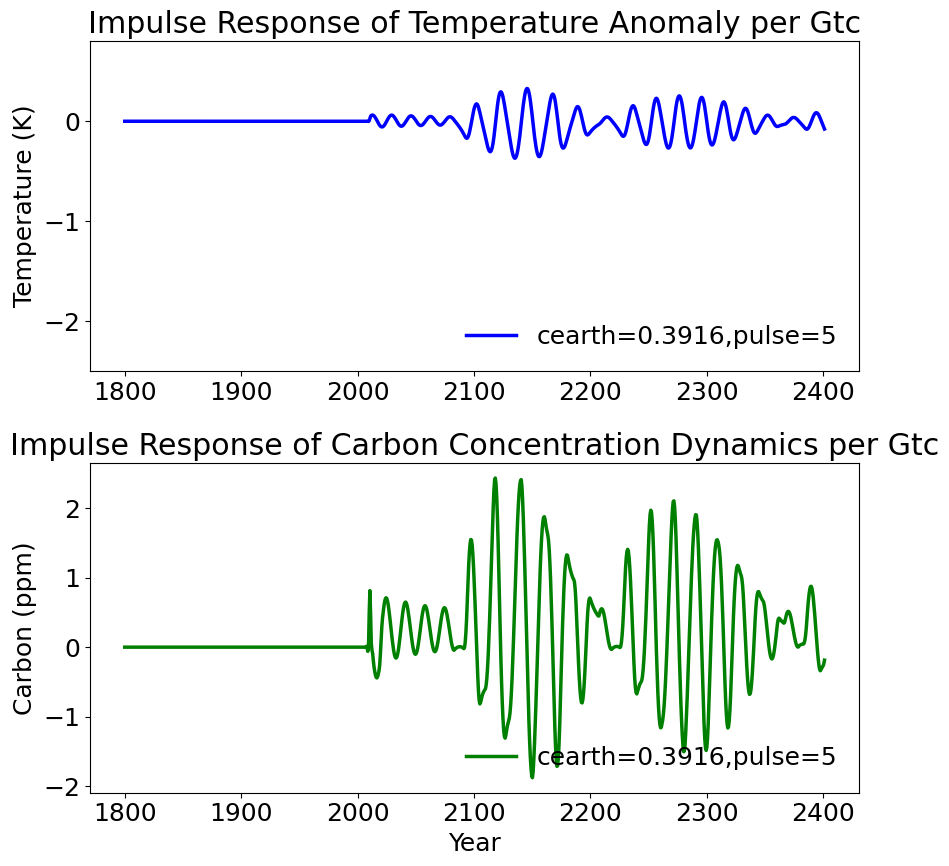 Impulse Response of Temperature Anomaly per Gtc
Temperature (K)
0
−1
−2
cearth=0.3916,pulse=5
1800 1900 2000 2100 2200 2300 2400
Impulse Response of Carbon Concentration Dynamics per Gtc
Carbon (ppm)
2
1
0
−1
−2
cearth=0.3916,pulse=5
1800 1900 2000 2100 2200 2300 2400
Year